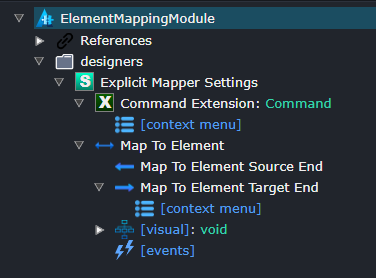 ElementMappingModule
References
designers
Explicit Mapper Settings
Command Extension: Command
[context menu]
Map To Element
Map To Element Source End
Map To Element Target End
[context menu]
[visual]: void
[events]